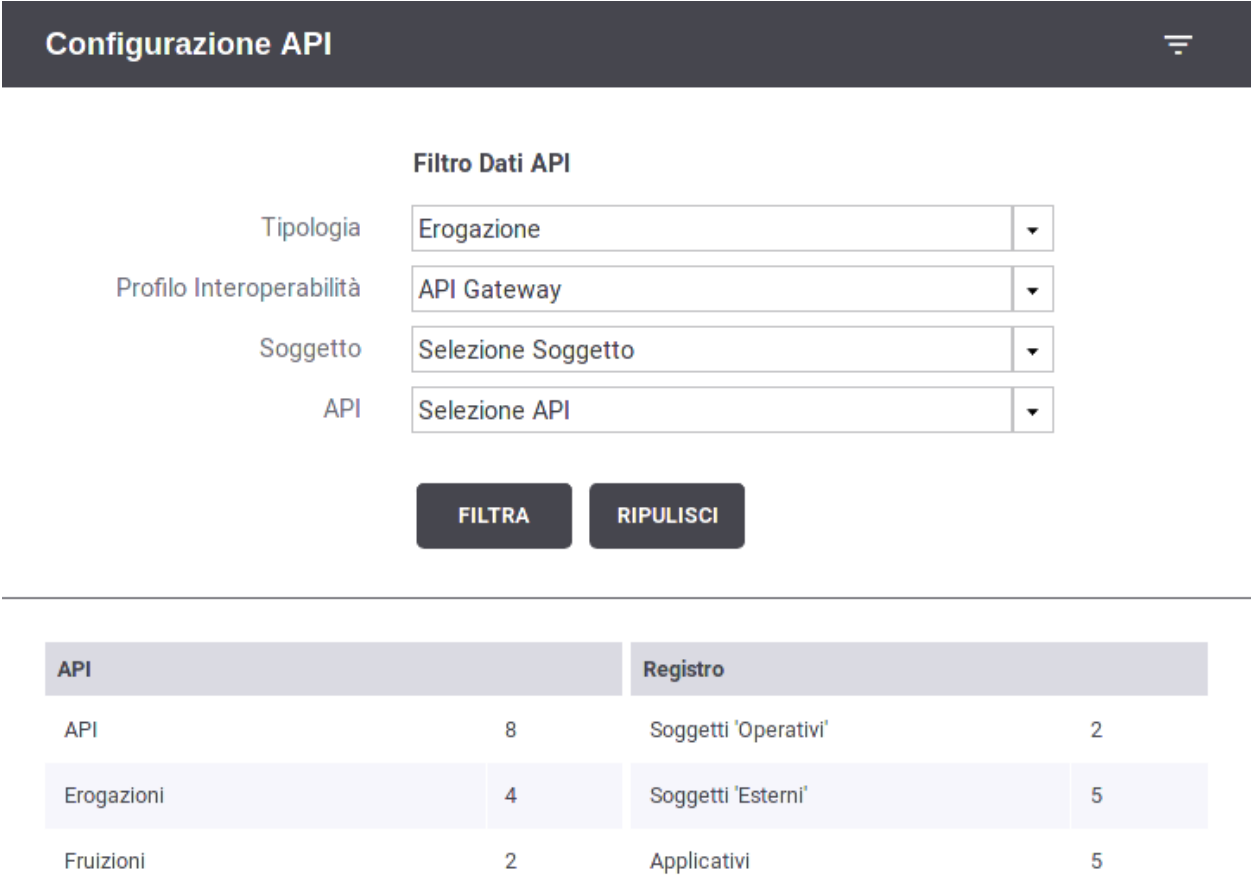 Configurazione API
Filtro Dati API
Tipologia Erogazione
Profilo Interoperabilità API Gateway
Soggetto Selezione Soggetto
API Selezione API
FILTRA RIPULISCI
API Registro
API 8 Soggetti 'Operativi' 2
Erogazioni 4 Soggetti 'Esterni' 5
Fruizioni 2 Applicativi 5